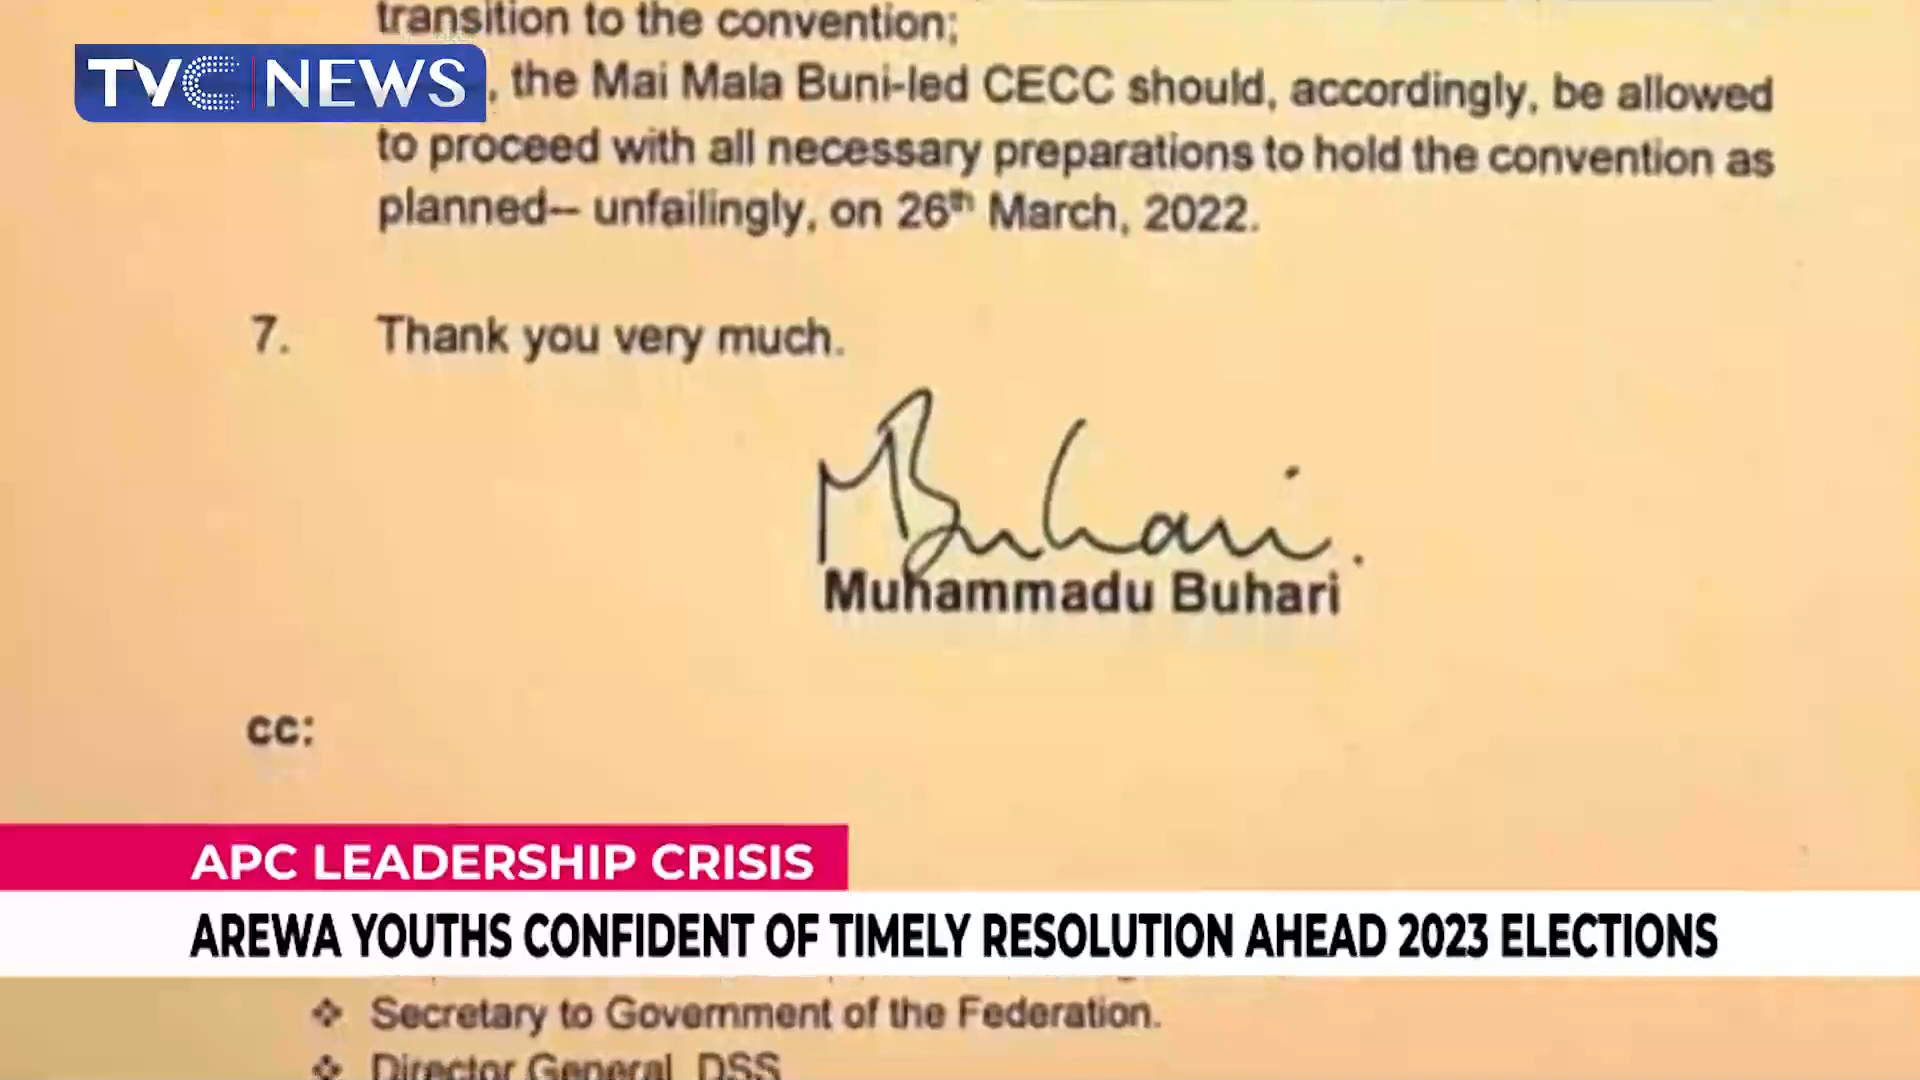 transition to the convention;
TVC NEWS
, the Mai Mala Buni-led CECC should, accordingly, be allowed
to proceed with all necessary preparations to hold the convention as
planned-- unfailingly, on 26th March, 2022.
7. Thank you very much.
MBuhari.
Muhammadu Buhari
cc:
APC LEADERSHIP CRISIS
AREWA YOUTHS CONFIDENT OF TIMELY RESOLUTION AHEAD 2023 ELECTIONS
❖ Secretary to Government of the Federation.
❖ Director General, DSS